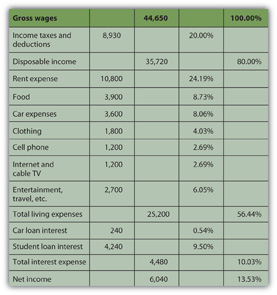 Gross wages 44,650 100.00%
Income taxes and
deductions 8,930 20.00%
Disposable income 35,720 80.00%
Rent expense 10,800 24.19%
Food 3,900 8.73%
Car expenses 3,600 8.06%
Clothing 1,800 4.03%
Cell phone 1,200 2.69%
Internet and
cable TV 1,200 2.69%
Entertainment,
travel, etc. 2,700 6.05%
Total living expenses 25,200 56.44%
Car loan interest 240 0.54%
Student loan interest 4,240 9.50%
Total interest expense 4,480 10.03%
Net income 6,040 13.53%